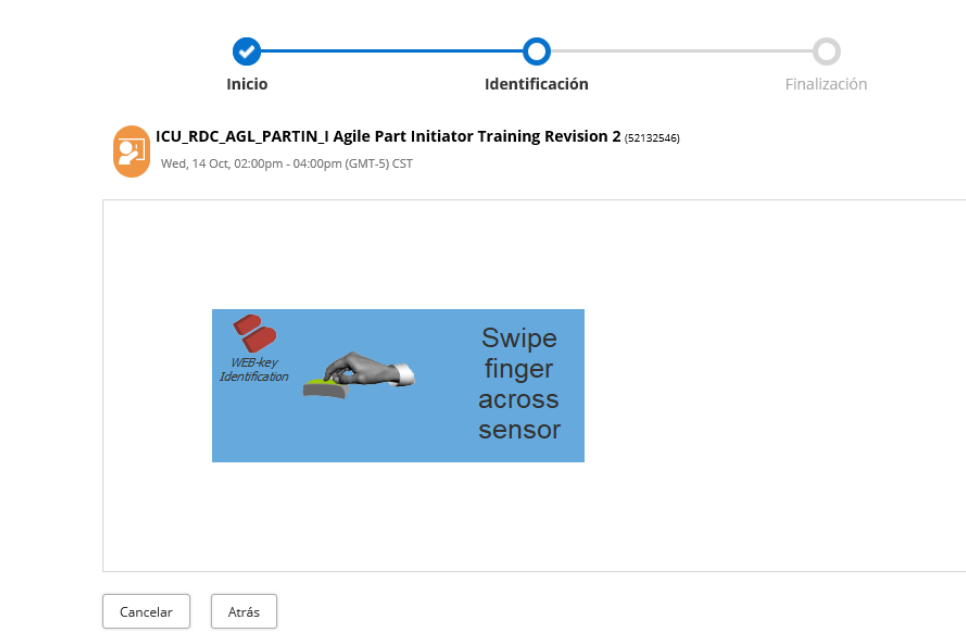 Inicio
Identificación
Finalización
ICU_RDC_AGL_PARTIN_I Agile Part Initiator Training Revision 2 (52132546)
Wed, 14 Oct, 02:00pm - 04:00pm (GMT-5) CST
WEB-key
Identification
Swipe
finger
across
sensor
Cancelar
Atrás